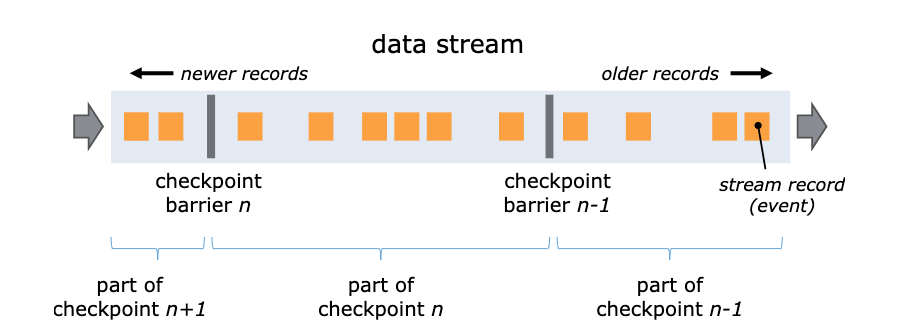 data stream
newer records
older records
checkpoint
barrier n
checkpoint
barrier n-1
stream record
(event)
part of
checkpoint n+1
part of
checkpoint n
part of
checkpoint n-1